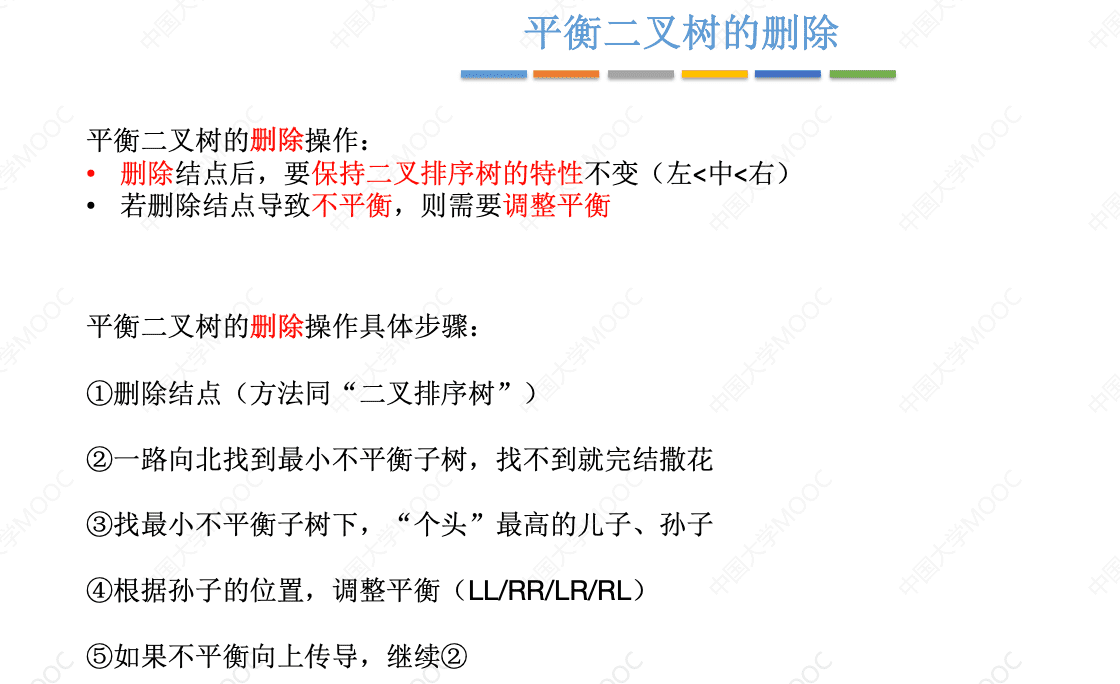 平衡二叉树的删除
平衡二叉树的删除操作：
• 删除结点后，要保持二叉排序树的特性不变（左<中<右）
• 若删除结点导致不平衡，则需要调整平衡
平衡二叉树的删除操作具体步骤：
①删除结点（方法同“二叉排序树”）
②一路向北找到最小不平衡子树，找不到就完结撒花
③找最小不平衡子树下，“个头”最高的儿子、孙子
④根据孙子的位置，调整平衡（LL/RR/LR/RL）
⑤如果不平衡向上传导，继续②
中国大学MOOC